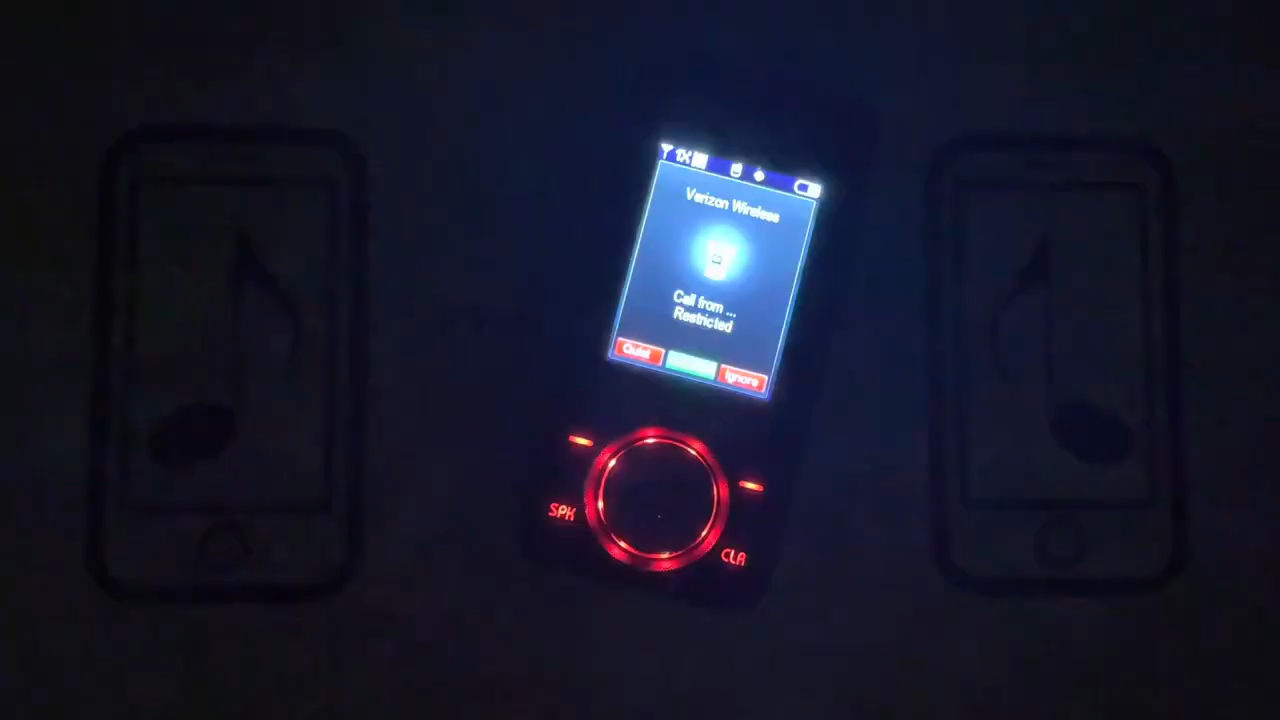 1X
Verizon Wireless
Call from ...
Restricted
Quiet
Ignore
SPK
CLR